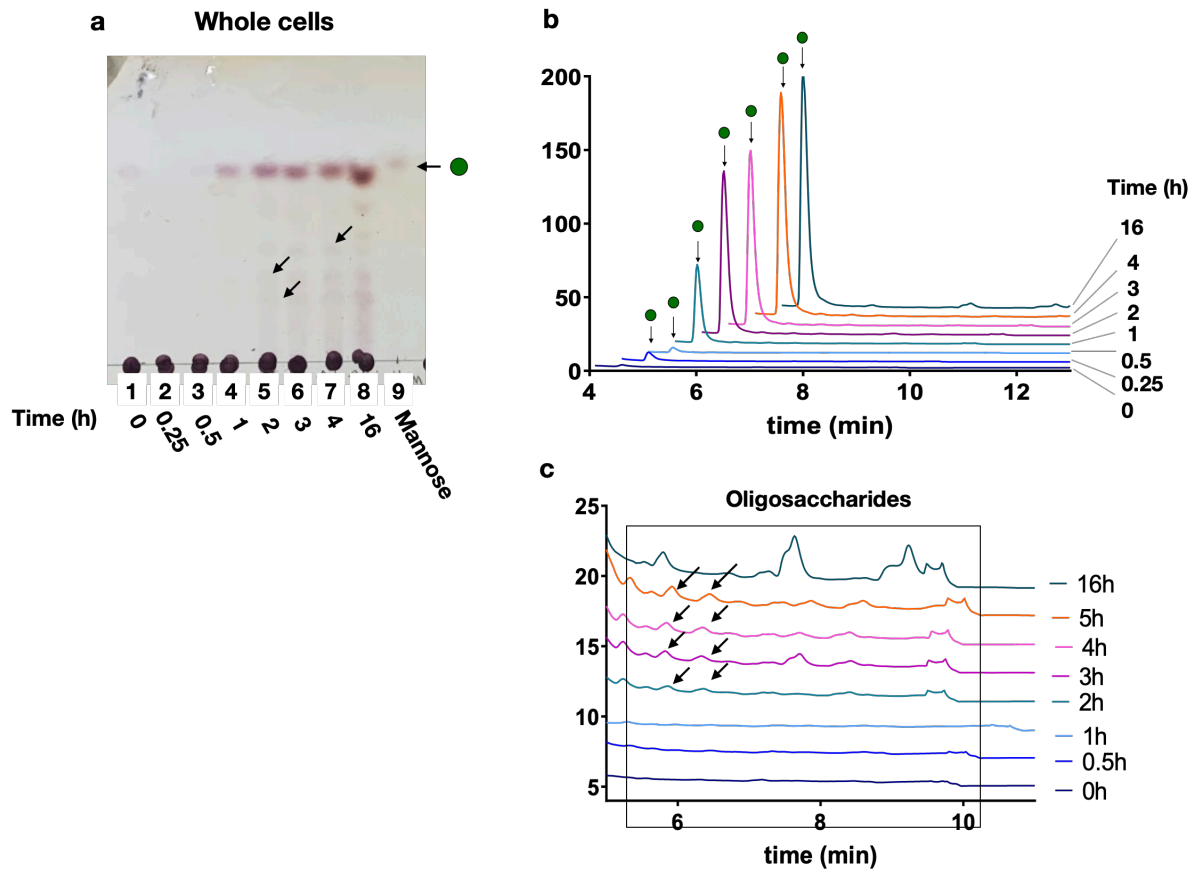 a
Whole cells
1 2 3 4 5 6 7 8 9
Time (h) 0 0.25 0.5 1 2 3 4 16 Mannose
b
200
150
100
50
0
4 6 8 10 12
time (min)
Time (h)
16
4
3
2
1
0.5
0.25
0
c
Oligosaccharides
25
20
15
10
5
6 8 10
time (min)
16h
5h
4h
3h
2h
1h
0.5h
0h